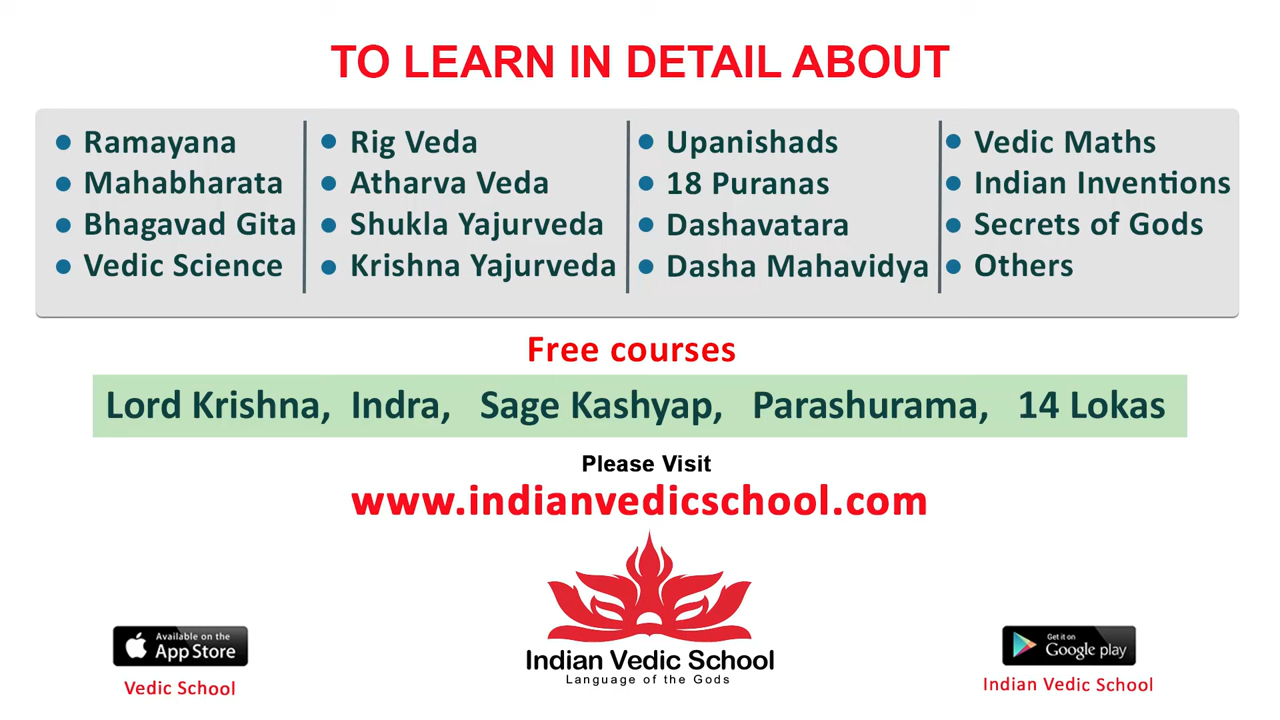 TO LEARN IN DETAIL ABOUT
Ramayana
Mahabharata
Bhagavad Gita
Vedic Science
Rig Veda
Atharva Veda
Shukla Yajurveda
Krishna Yajurveda
Upanishads
18 Puranas
Dashavatara
Dasha Mahavidya
Vedic Maths
Indian Inventions
Secrets of Gods
Others
Free courses
Lord Krishna, Indra, Sage Kashyap, Parashurama, 14 Lokas
Please Visit
www.indianvedicschool.com
Available on the
App Store
Vedic School
Indian Vedic School
Language of the Gods
Get it on
Google play
Indian Vedic School